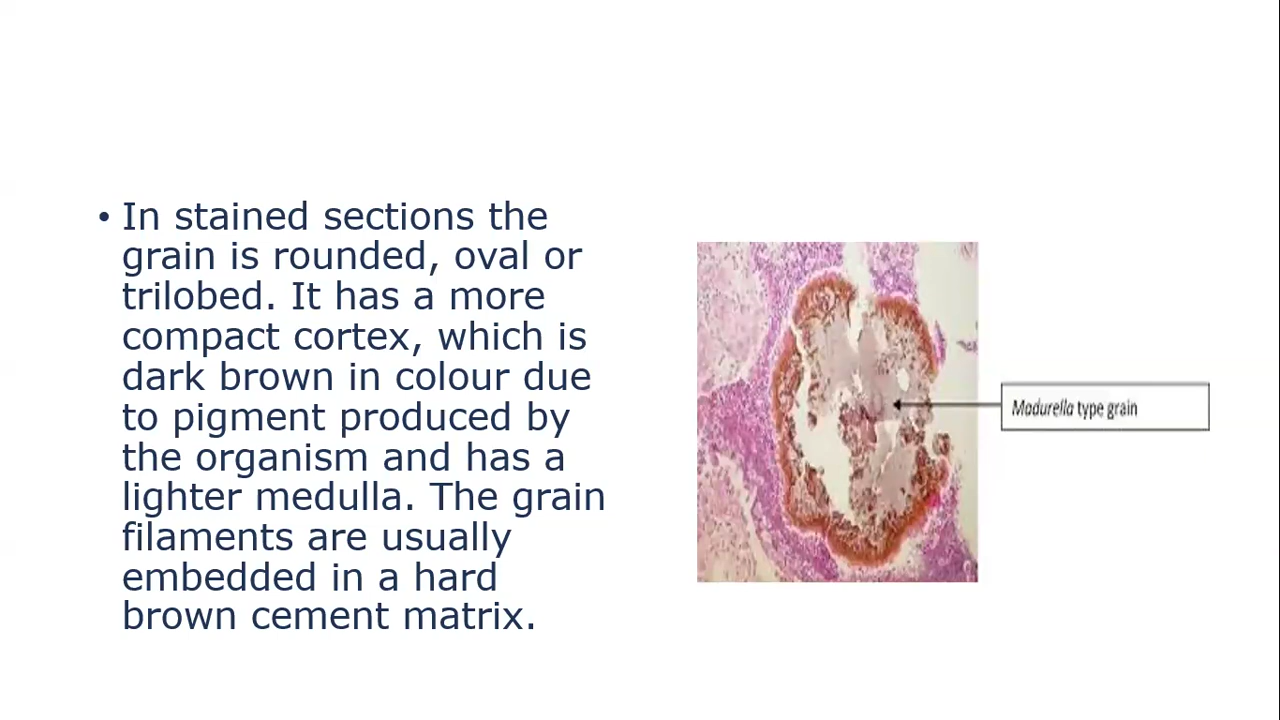 • In stained sections the
grain is rounded, oval or
trilobed. It has a more
compact cortex, which is
dark brown in colour due
to pigment produced by
the organism and has a
lighter medulla. The grain
filaments are usually
embedded in a hard
brown cement matrix.
Madurella type grain